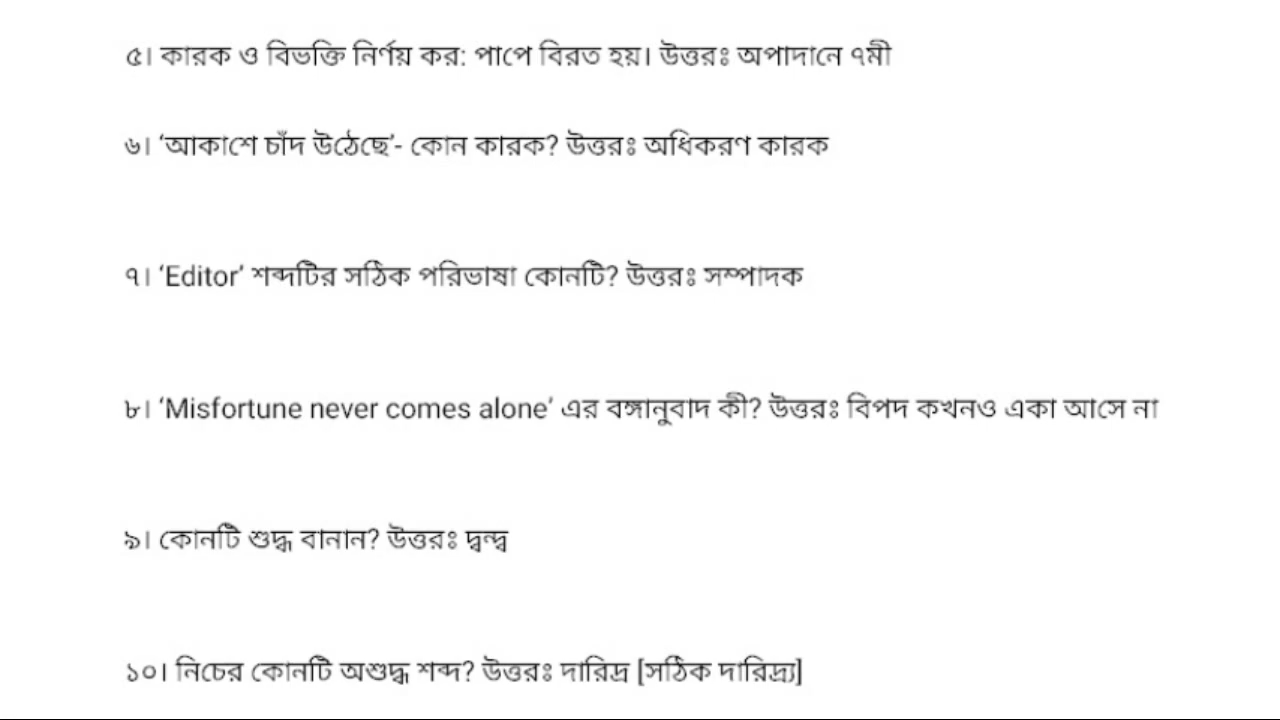 ৫। কারক ও বিভক্তি নির্ণয় কর: পাপে বিরত হয়। উত্তরঃ অপাদানে ৭মী
৬। ‘আকাশে চাঁদ উঠেছে’- কোন কারক? উত্তরঃ অধিকরণ কারক
৭। ‘Editor’ শব্দটির সঠিক পরিভাষা কোনটি? উত্তরঃ সম্পাদক
৮। ‘Misfortune never comes alone’ এর বঙ্গানুবাদ কী? উত্তরঃ বিপদ কখনও একা আসে না
৯। কোনটি শুদ্ধ বানান? উত্তরঃ দ্বন্দ্ব
১০। নিচের কোনটি অশুদ্ধ শব্দ? উত্তরঃ দারিদ্র [সঠিক দারিদ্র্য]